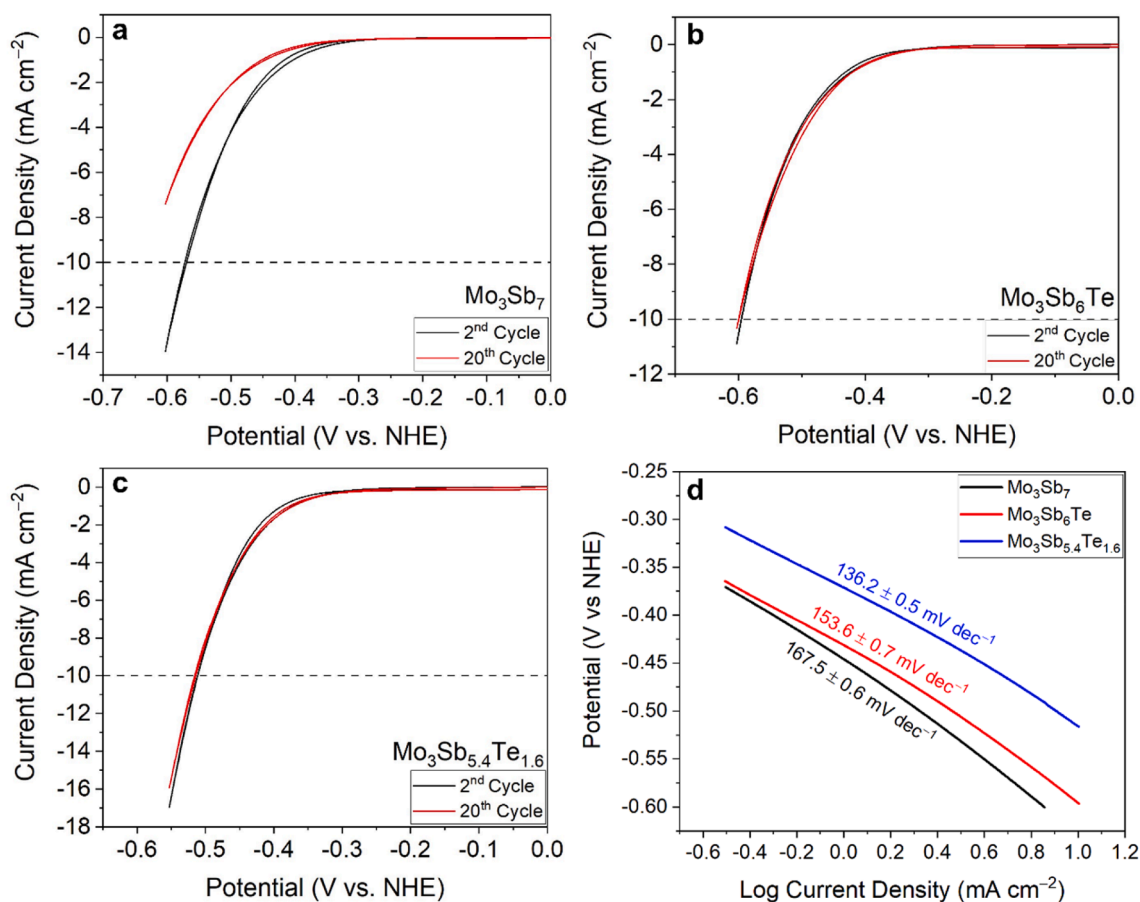 a
Current Density (mA cm⁻²)
0
-2
-4
-6
-8
-10
-12
-14
Mo₃Sb₇
2ⁿᵈ Cycle
20ᵗʰ Cycle
-0.7 -0.6 -0.5 -0.4 -0.3 -0.2 -0.1 0.0
Potential (V vs. NHE)
b
Current Density (mA cm⁻²)
0
-2
-4
-6
-8
-10
-12
Mo₃Sb₆Te
2ⁿᵈ Cycle
20ᵗʰ Cycle
-0.6 -0.4 -0.2 0.0
Potential (V vs. NHE)
c
Current Density (mA cm⁻²)
0
-2
-4
-6
-8
-10
-12
-14
-16
-18
Mo₃Sb₅.₄Te₁.₆
2ⁿᵈ Cycle
20ᵗʰ Cycle
-0.6 -0.5 -0.4 -0.3 -0.2 -0.1 0.0
Potential (V vs. NHE)
d
Potential (V vs NHE)
-0.25
-0.30
-0.35
-0.40
-0.45
-0.50
-0.55
-0.60
Mo₃Sb₇
Mo₃Sb₆Te
Mo₃Sb₅.₄Te₁.₆
136.2 ± 0.5 mV dec⁻¹
153.6 ± 0.7 mV dec⁻¹
167.5 ± 0.6 mV dec⁻¹
-0.6 -0.4 -0.2 0.0 0.2 0.4 0.6 0.8 1.0 1.2
Log Current Density (mA cm⁻²)